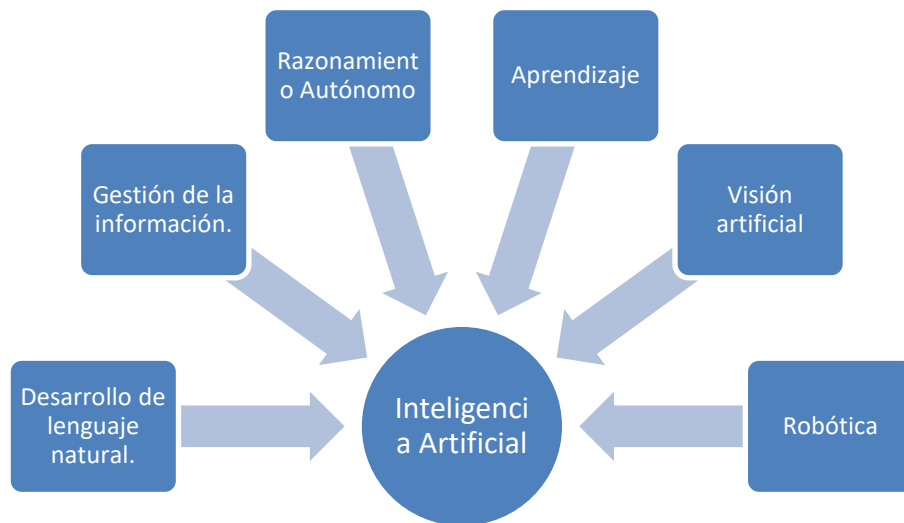 Razonamient
o Autónomo
Aprendizaje
Gestión de la
información.
Visión
artificial
Desarrollo de
lenguaje
natural.
Inteligenci
a Artificial
Robótica